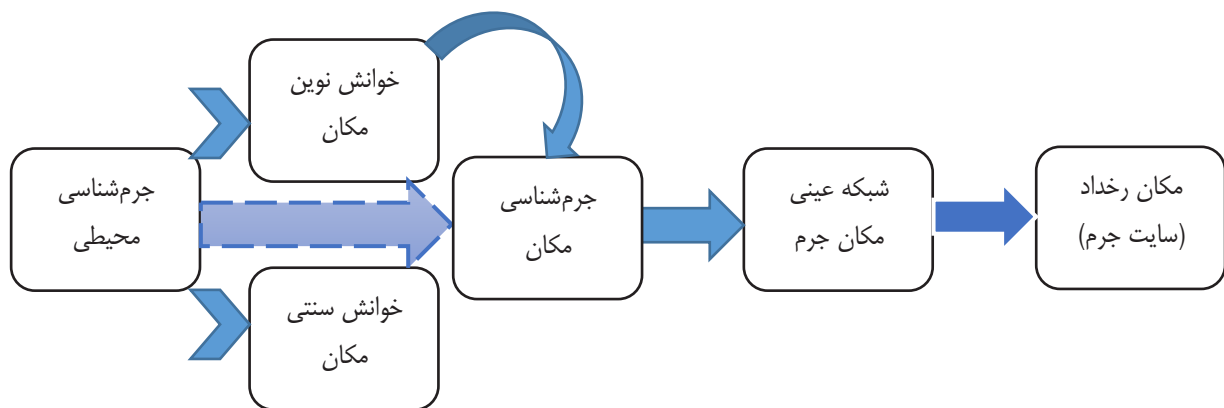 خوانش نوین
مکان
جرم‌شناسی
محیطی
خوانش سنتی
مکان
جرم‌شناسی
مکان
شبکه عینی
مکان جرم
مکان رخداد
(سایت جرم)